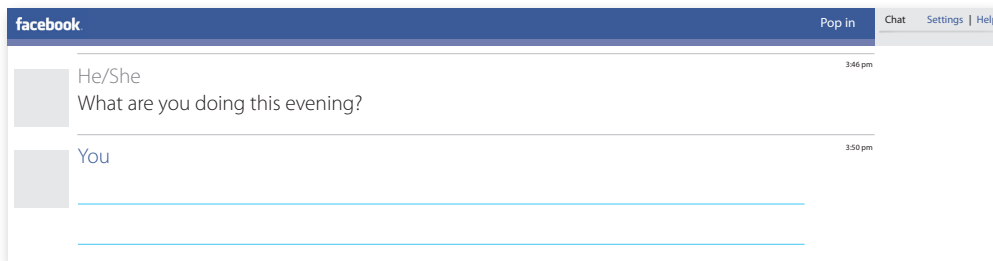 facebook. Pop in Chat Settings | Help
3:46 pm
He/She
What are you doing this evening?
3:50 pm
You